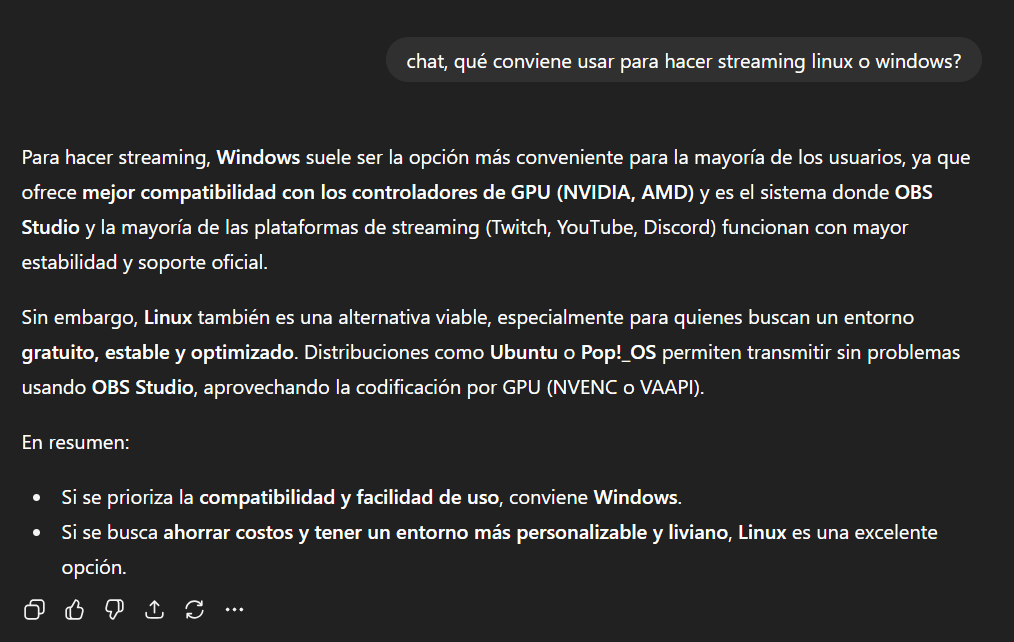 chat, qué conviene usar para hacer streaming linux o windows?
Para hacer streaming, Windows suele ser la opción más conveniente para la mayoría de los usuarios, ya que
ofrece mejor compatibilidad con los controladores de GPU (NVIDIA, AMD) y es el sistema donde OBS
Studio y la mayoría de las plataformas de streaming (Twitch, YouTube, Discord) funcionan con mayor
estabilidad y soporte oficial.
Sin embargo, Linux también es una alternativa viable, especialmente para quienes buscan un entorno
gratuito, estable y optimizado. Distribuciones como Ubuntu o Pop!_OS permiten transmitir sin problemas
usando OBS Studio, aprovechando la codificación por GPU (NVENC o VAAPI).
En resumen:
• Si se prioriza la compatibilidad y facilidad de uso, conviene Windows.
• Si se busca ahorrar costos y tener un entorno más personalizable y liviano, Linux es una excelente
opción.